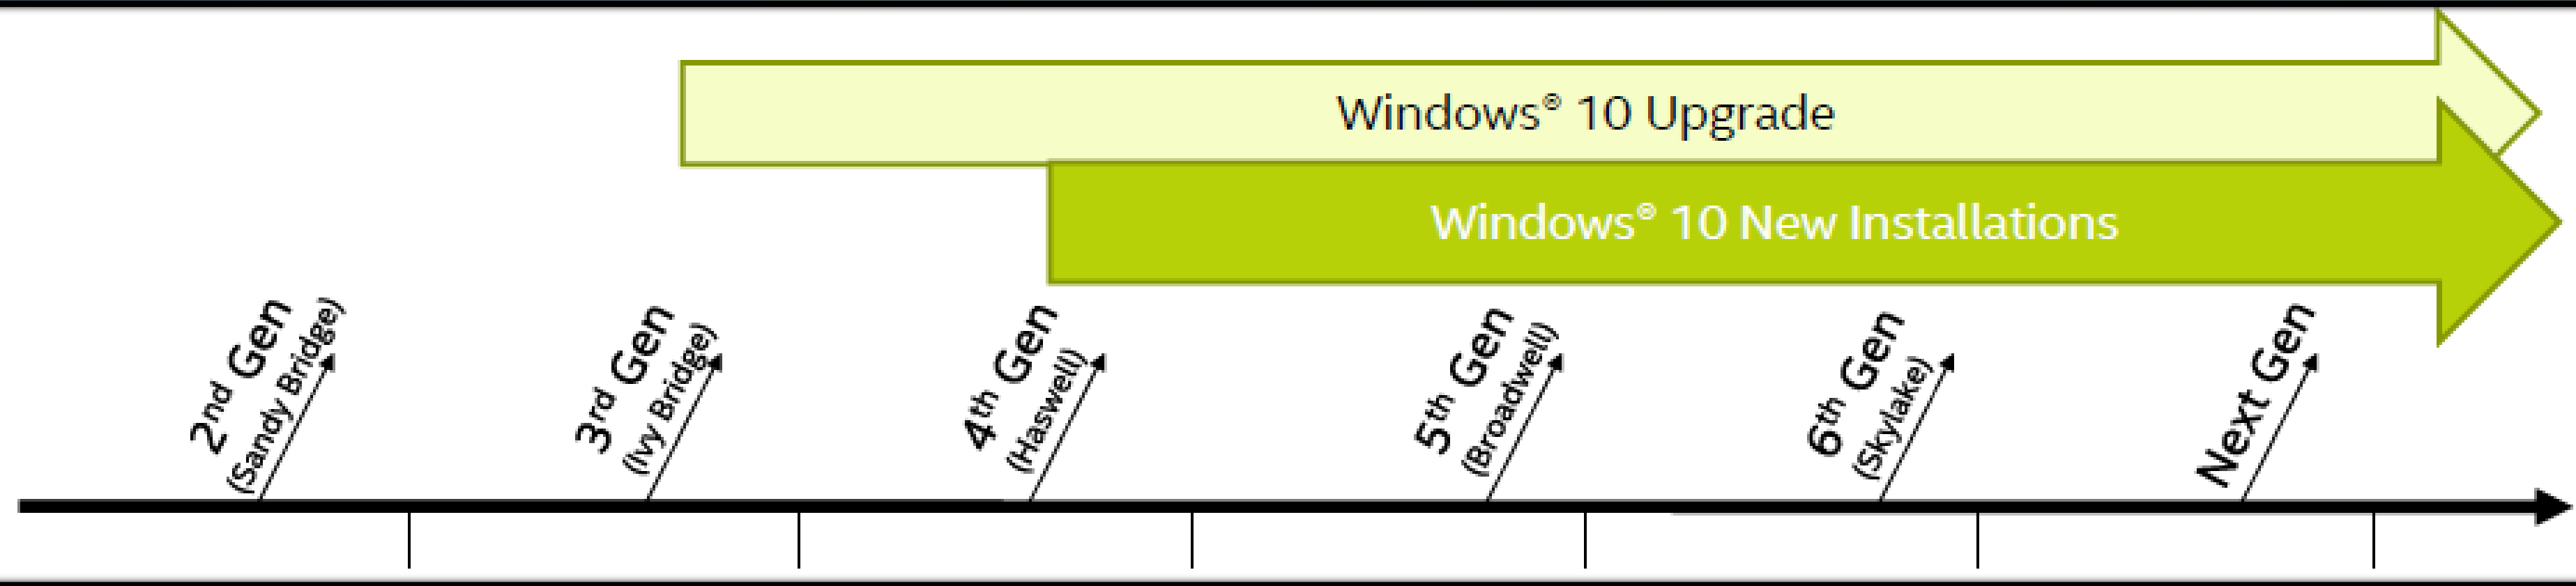 Windows® 10 Upgrade
Windows® 10 New Installations
2nd Gen
(Sandy Bridge)
3rd Gen
(Ivy Bridge)
4th Gen
(Haswell)
5th Gen
(Broadwell)
6th Gen
(Skylake)
Next Gen